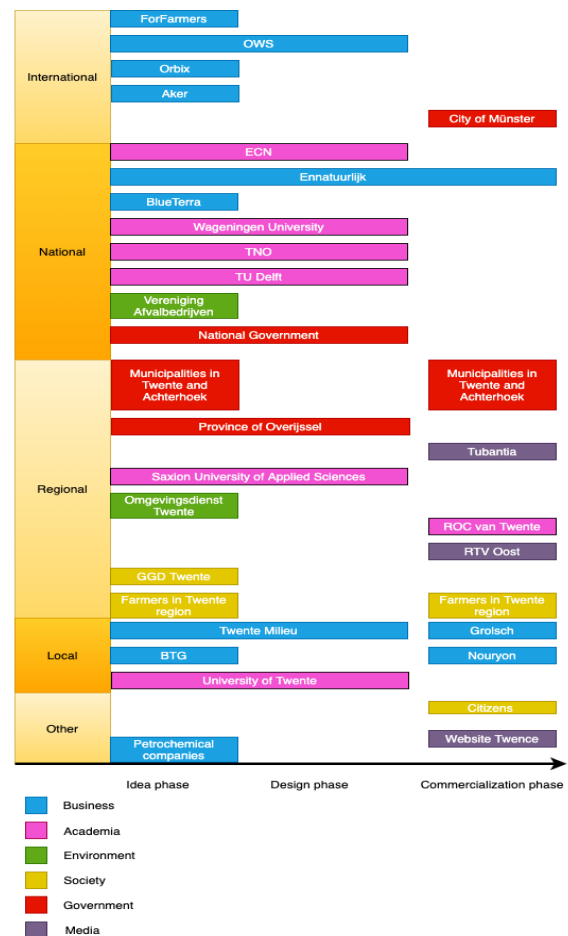 ForFarmers
OWS
Orbix
International
Aker
City of Münster
ECN
Ennatuurlijk
BlueTerra
Wageningen University
National
TNO
TU Delft
Vereniging
Afvalbedrijven
National Government
Municipalities in
Twente and
Achterhoek
Municipalities in
Twente and
Achterhoek
Province of Overijssel
Tubantia
Saxion University of Applied Sciences
Regional
Omgevingsdienst
Twente
ROC van Twente
RTV Oost
GGD Twente
Farmers in Twente
region
Farmers in Twente
region
Twente Milieu
Grolsch
Local
BTG
Nouryon
University of Twente
Citizens
Other
Website Twence
Petrochemical
companies
Idea phase
Design phase
Commercialization phase
Business
Academia
Environment
Society
Government
Media